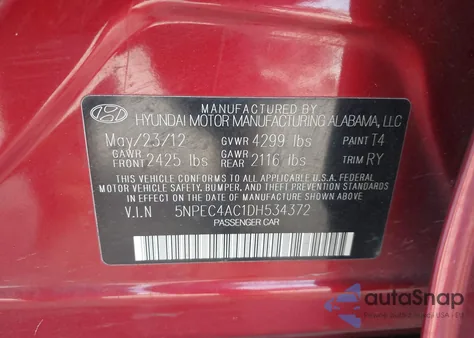 MANUFACTURED BY
HYUNDAI MOTOR MANUFACTURING ALABAMA, LLC
May/23/12 GVWR 4299 lbs PAINT T4
GAWR FRONT 2425 lbs GAWR REAR 2116 lbs TRIM RY
THIS VEHICLE CONFORMS TO ALL APPLICABLE U.S.A FEDERAL
MOTOR VEHICLE SAFETY, BUMPER, AND THEFT PREVENTION STANDARDS
IN EFFECT ON THE DATE OF MANUFACTURE SHOWN ABOVE.
V.I.N 5NPEC4AC1DH534372
PASSENGER CAR
autoSnap